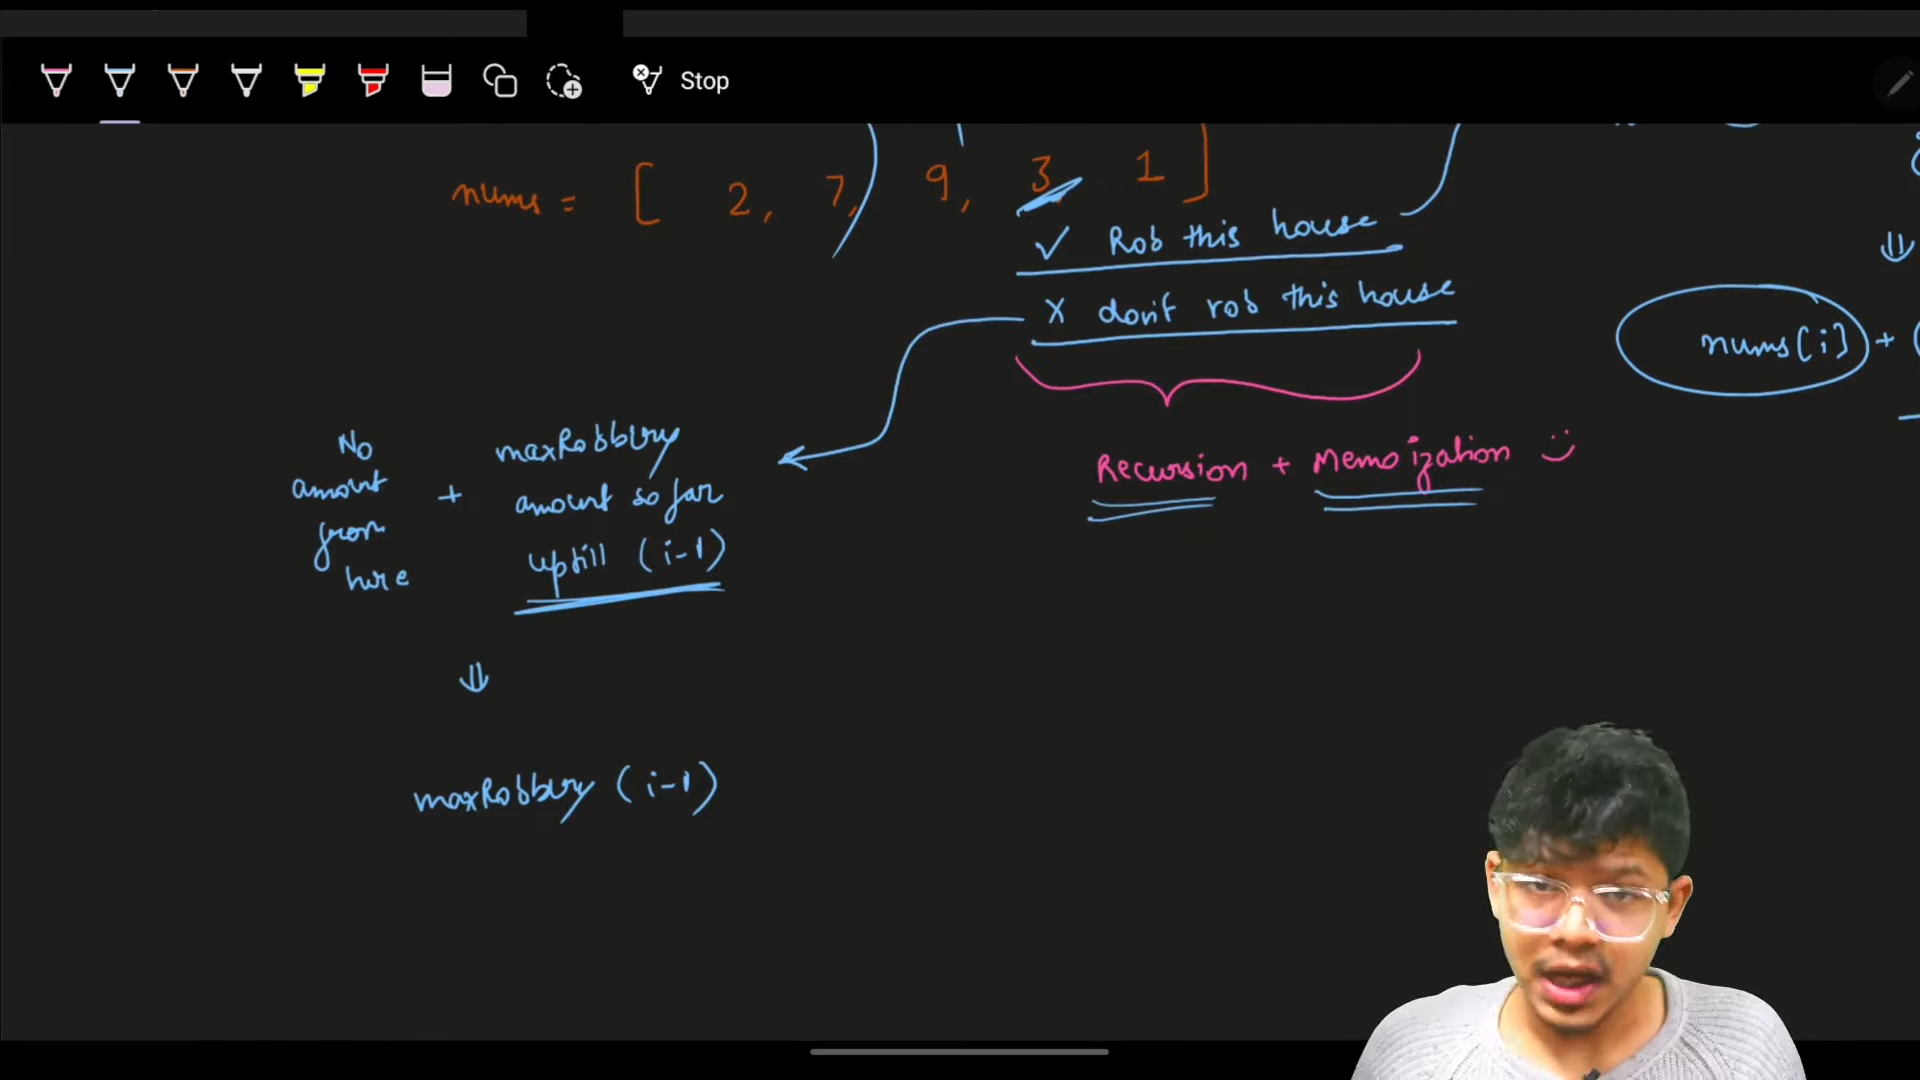 Stop
nums = [ 2, 7, 9, 3 1 ]
✓ Rob this house
x don't rob this house
nums[i] + (
No
amount
from
here
+
maxRobbery
amount so far
uptill (i-1)
Recursion + Memoization :)
⇓
⇓
maxRobbery (i-1)